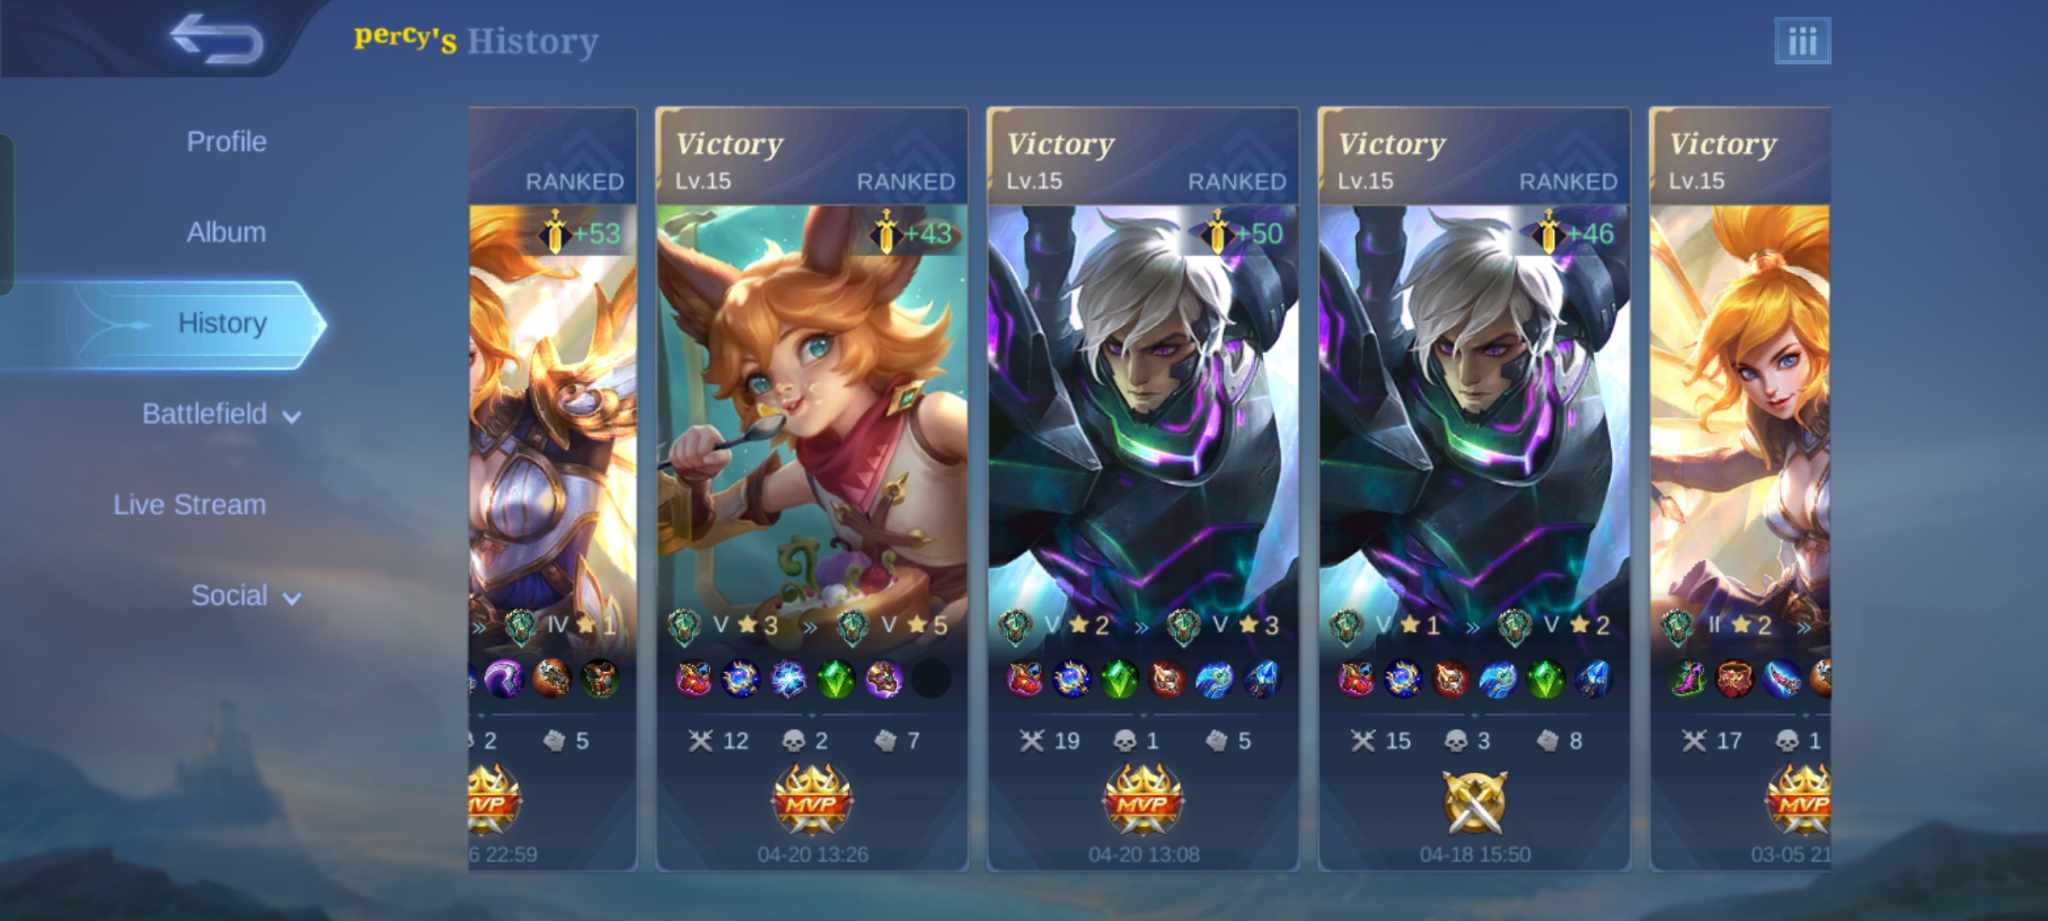 percy's History
Profile
Album
History
Battlefield
Live Stream
Social
RANKED
+53
IV 1
2 5
MVP
6 22:59
Victory
Lv.15 RANKED
+43
V 3 » V 5
12 2 7
MVP
04-20 13:26
Victory
Lv.15 RANKED
+50
V 2 » V 3
19 1 5
MVP
04-20 13:08
Victory
Lv.15 RANKED
+46
V 1 » V 2
15 3 8
04-18 15:50
Victory
Lv.15
II 2 »
17 1
MVP
03-05 21